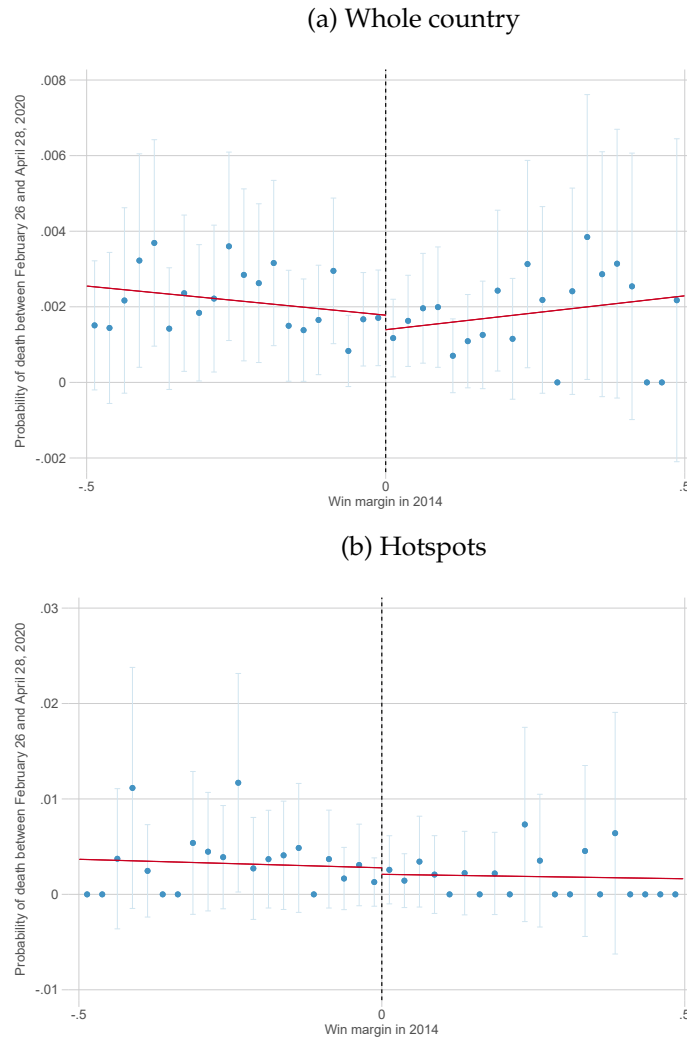 (a) Whole country
Probability of death between February 26 and April 28, 2020
.008
.006
.004
.002
0
-.002
-.5
0
.5
Win margin in 2014
(b) Hotspots
Probability of death between February 26 and April 28, 2020
.03
.02
.01
0
-.01
-.5
0
.5
Win margin in 2014